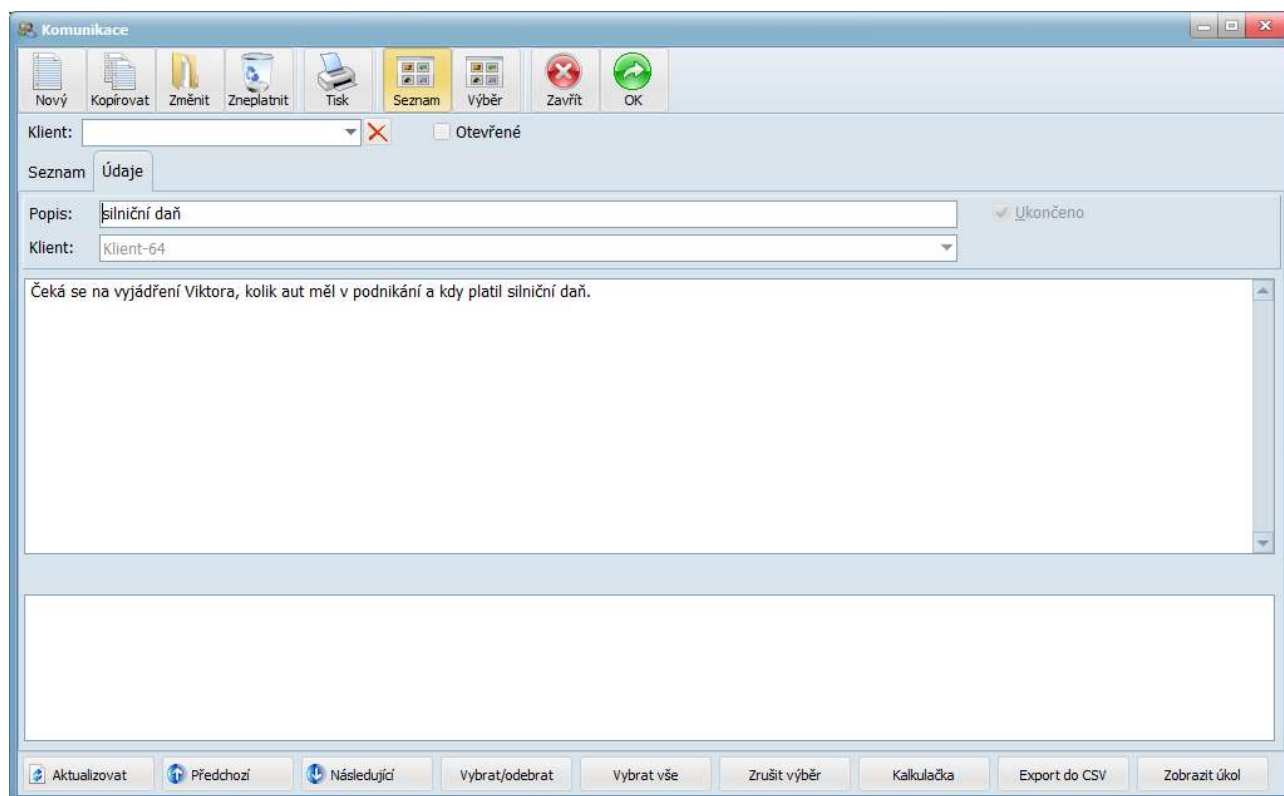 Komunikace
Nový Kopírovat Změnit Zneplatnit Tisk Seznam Výběr Zavřít OK
Klient: Otevřené
Seznam Údaje
Popis: silniční daň Ukončeno
Klient: Klient-64
Čeká se na vyjádření Viktora, kolik aut měl v podnikání a kdy platil silniční daň.
Aktualizovat Předchozí Následující Vybrat/odebrat Vybrat vše Zrušit výběr Kalkulačka Export do CSV Zobrazit úkol